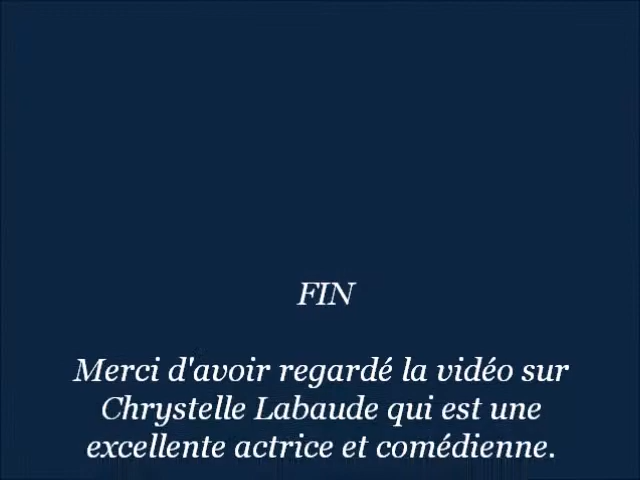 FIN
Merci d'avoir regardé la vidéo sur
Chrystelle Labaude qui est une
excellente actrice et comédienne.